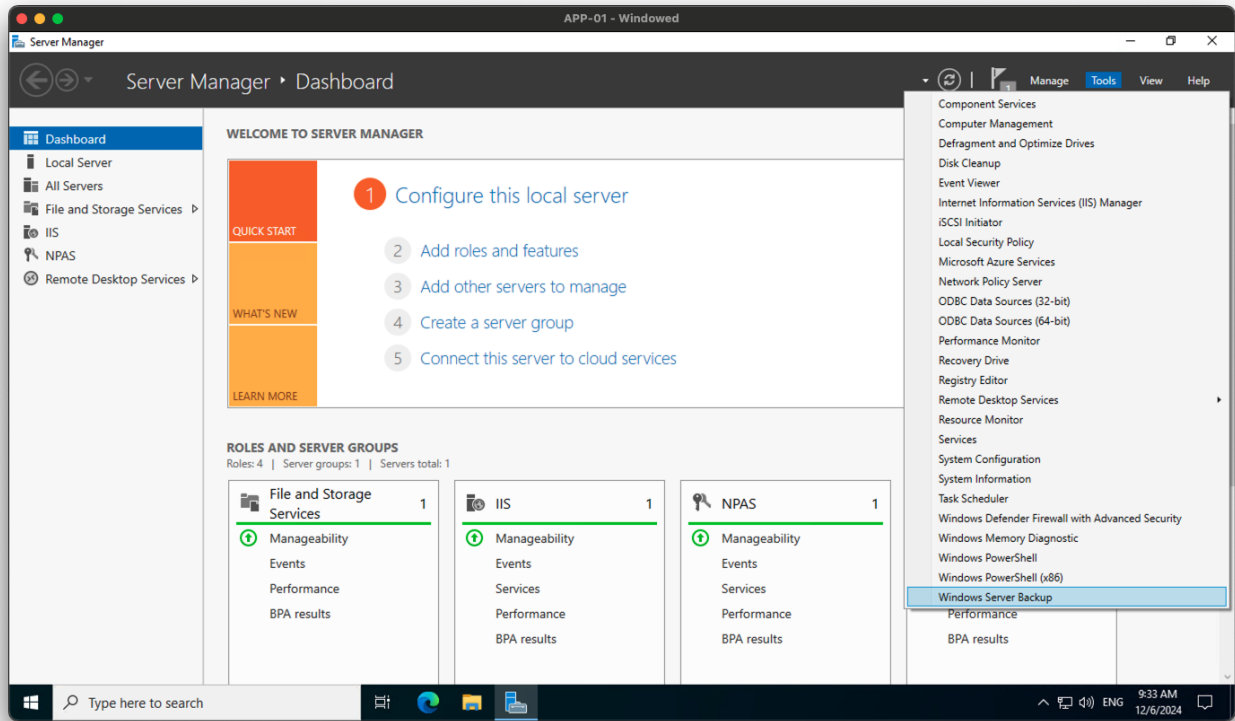 APP-01 - Windowed
Server Manager
Server Manager • Dashboard
1
Manage
Tools
View
Help
Dashboard
Local Server
All Servers
File and Storage Services
IIS
NPAS
Remote Desktop Services
WELCOME TO SERVER MANAGER
QUICK START
WHAT'S NEW
LEARN MORE
1 Configure this local server
2 Add roles and features
3 Add other servers to manage
4 Create a server group
5 Connect this server to cloud services
ROLES AND SERVER GROUPS
Roles: 4 | Server groups: 1 | Servers total: 1
File and Storage
Services
1
Manageability
Events
Performance
BPA results
IIS 1
Manageability
Events
Services
Performance
BPA results
NPAS 1
Manageability
Events
Services
Performance
BPA results
Component Services
Computer Management
Defragment and Optimize Drives
Disk Cleanup
Event Viewer
Internet Information Services (IIS) Manager
iSCSI Initiator
Local Security Policy
Microsoft Azure Services
Network Policy Server
ODBC Data Sources (32-bit)
ODBC Data Sources (64-bit)
Performance Monitor
Recovery Drive
Registry Editor
Remote Desktop Services
Resource Monitor
Services
System Configuration
System Information
Task Scheduler
Windows Defender Firewall with Advanced Security
Windows Memory Diagnostic
Windows PowerShell
Windows PowerShell (x86)
Windows Server Backup
Performance
BPA results
Type here to search
ENG
9:33 AM
12/6/2024